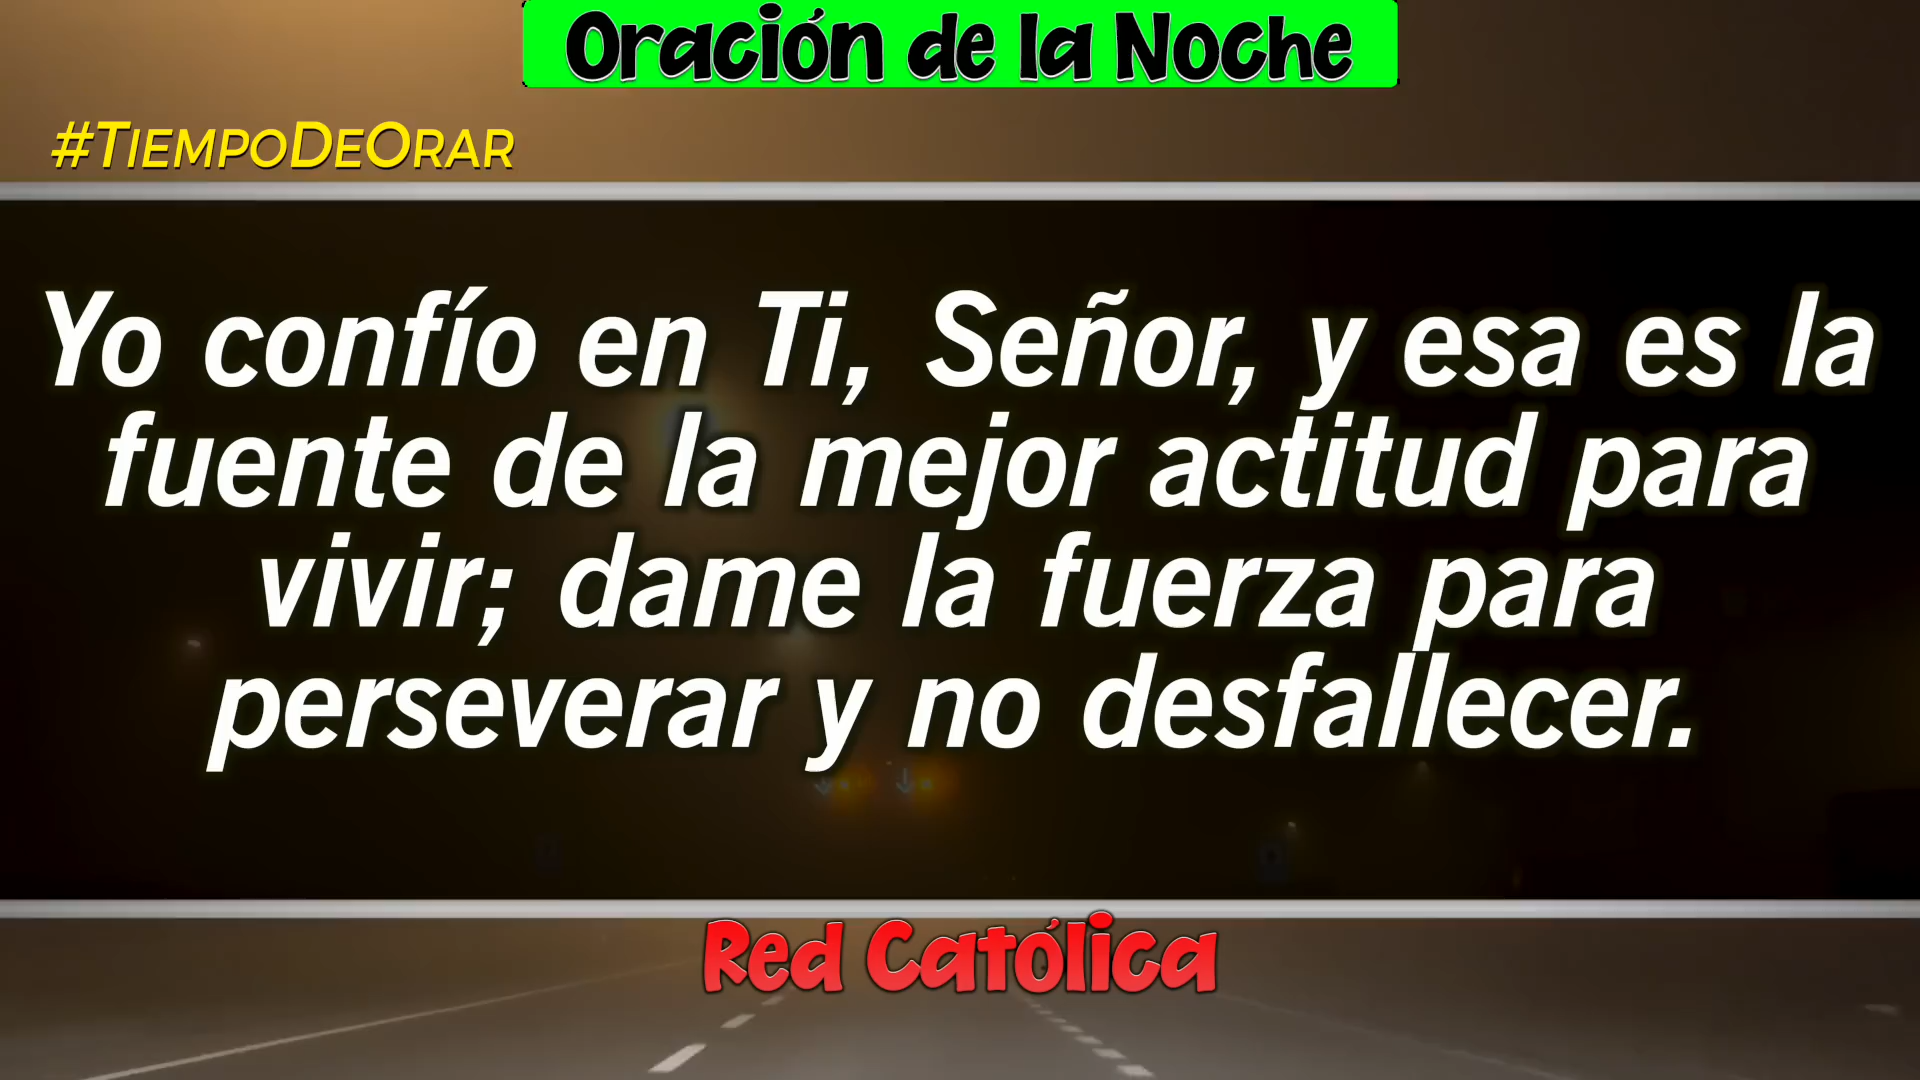 Oración de la Noche
#TiempoDeOrar
Yo confío en Ti, Señor, y esa es la
fuente de la mejor actitud para
vivir; dame la fuerza para
perseverar y no desfallecer.
Red Católica